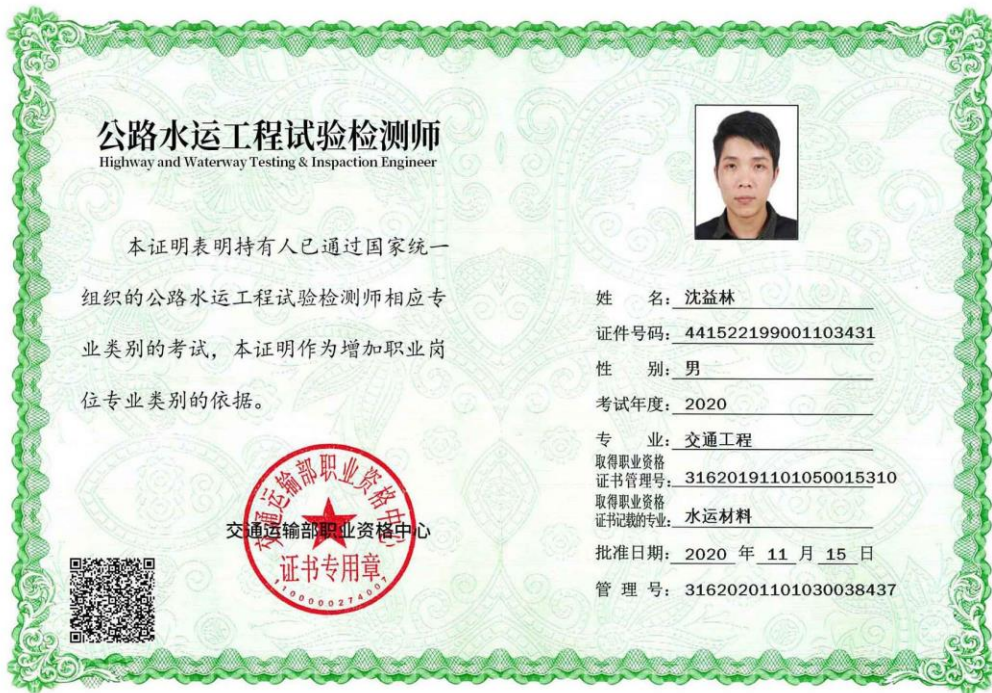 公路水运工程试验检测师
Highway and Waterway Testing & Inspaction Engineer
本证明表明持有人已通过国家统一
组织的公路水运工程试验检测师相应专
业类别的考试，本证明作为增加职业岗
位专业类别的依据。
交通运输部职业资格中心
交通运输部职业资格中心
证书专用章
1100000274007
姓 名：沈益林
证件号码：441522199001103431
性 别：男
考试年度：2020
专 业：交通工程
取得职业资格
证书管理号：31620191101050015310
取得职业资格
证书记载的专业：水运材料
批准日期：2020 年 11 月 15 日
管 理 号：31620201101030038437